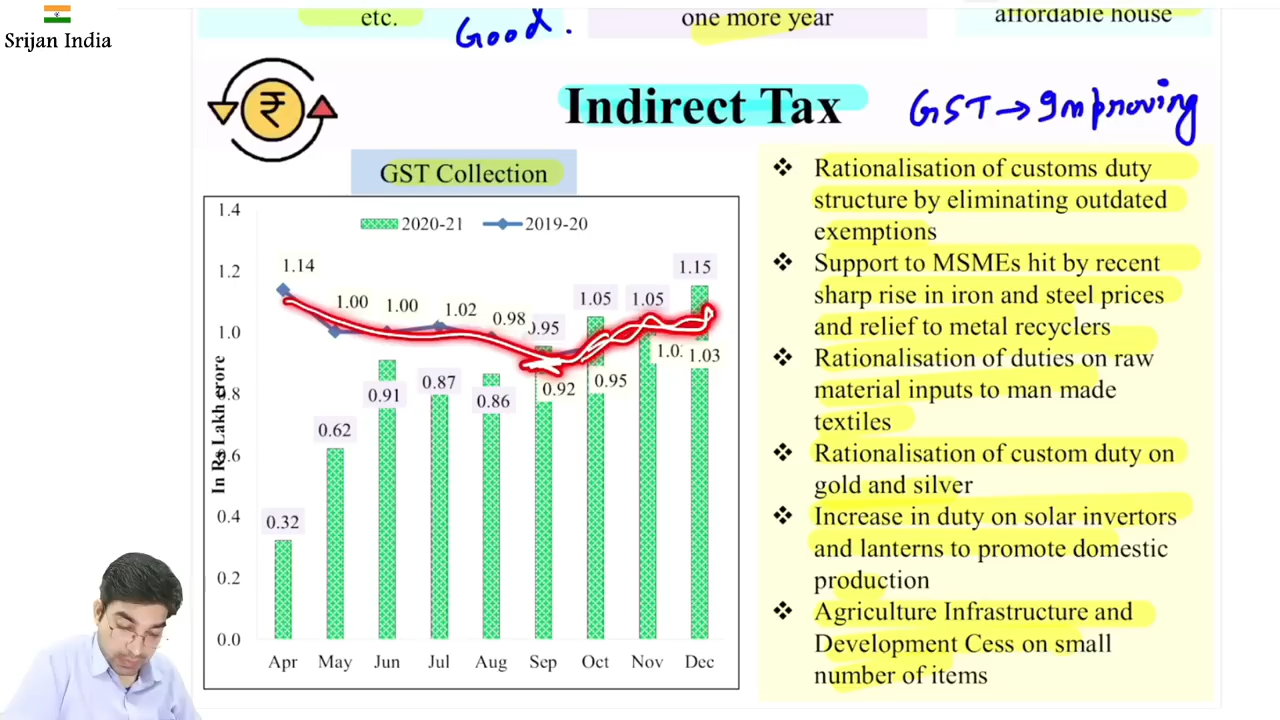 Srijan India
etc.
Good.
one more year
affordable house
Indirect Tax
GST → Improving
GST Collection
1.4
1.2
1.0
0.8
0.6
0.4
0.2
0.0
In Rs Lakh crore
2020-21
2019-20
1.14
1.00
1.00
1.02
0.98
0.95
1.05
1.05
1.15
0.32
0.62
0.91
0.87
0.86
0.92
0.95
1.03
Apr May Jun Jul Aug Sep Oct Nov Dec
❖ Rationalisation of customs duty
structure by eliminating outdated
exemptions
❖ Support to MSMEs hit by recent
sharp rise in iron and steel prices
and relief to metal recyclers
❖ Rationalisation of duties on raw
material inputs to man made
textiles
❖ Rationalisation of custom duty on
gold and silver
❖ Increase in duty on solar invertors
and lanterns to promote domestic
production
❖ Agriculture Infrastructure and
Development Cess on small
number of items